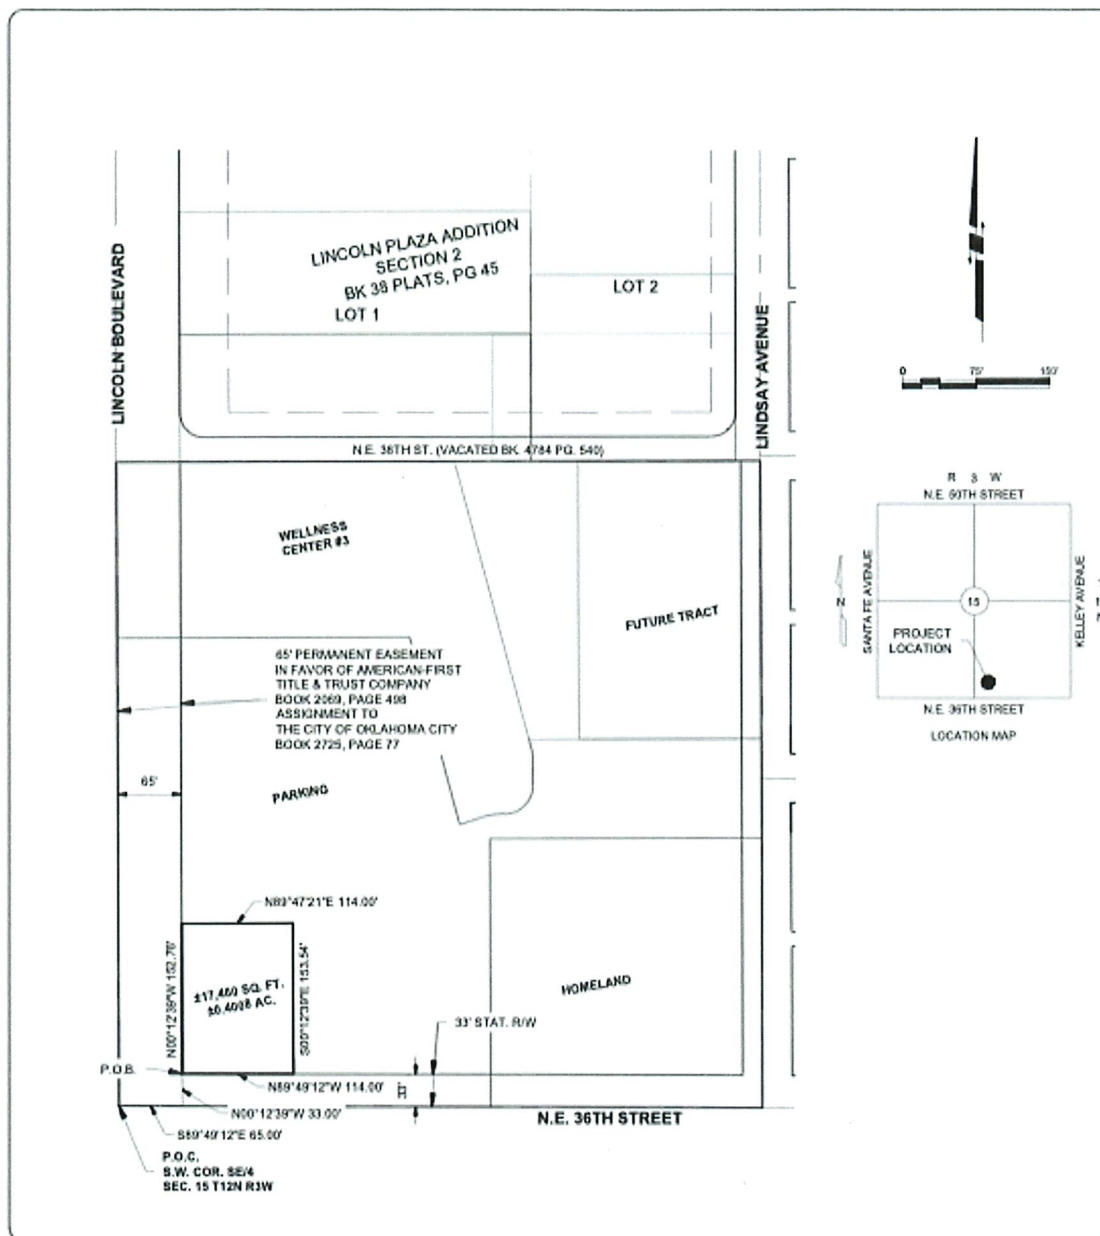 LINCOLN BOULEVARD
LINCOLN PLAZA ADDITION
SECTION 2
BK 38 PLATS, PG 45
LOT 1
LOT 2
LINDSAY AVENUE
N.E. 38TH ST. (VACATED BK. 4784 PG. 540)
0 75' 150'
R 3 W
N.E. 50TH STREET
SANTA FE AVENUE
KELLEY AVENUE
N
15
PROJECT
LOCATION
N.E. 36TH STREET
LOCATION MAP
WELLNESS
CENTER #3
FUTURE TRACT
65' PERMANENT EASEMENT
IN FAVOR OF AMERICAN-FIRST
TITLE & TRUST COMPANY
BOOK 2069, PAGE 498
ASSIGNMENT TO
THE CITY OF OKLAHOMA CITY
BOOK 2725, PAGE 77
65'
PARKING
N89°47'21"E 114.00'
N00°12'39"W 152.76'
±17,460 SQ. FT.
±0.4008 AC.
S00°12'39"E 153.54'
HOMELAND
33' STAT. R/W
P.O.B.
N89°49'12"W 114.00'
33'
N00°12'39"W 33.00'
N.E. 36TH STREET
S89°49'12"E 65.00'
P.O.C.
S.W. COR. SE/4
SEC. 15 T12N R3W